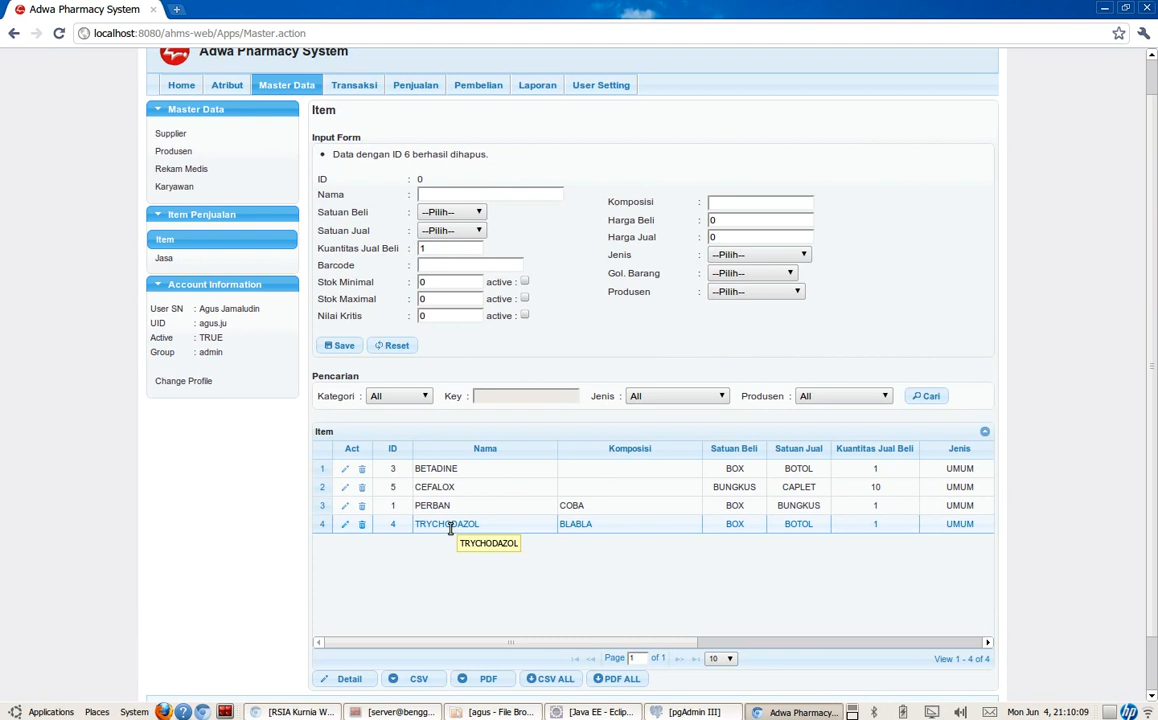 Adwa Pharmacy System
localhost:8080/ahms-web/Apps/Master.action
Adwa Pharmacy System
Home Atribut Master Data Transaksi Penjualan Pembelian Laporan User Setting
Master Data
Supplier
Produsen
Rekam Medis
Karyawan
Item Penjualan
Item
Jasa
Account Information
User SN : Agus Jamaludin
UID : agus.ju
Active : TRUE
Group : admin
Change Profile
Item
Input Form
• Data dengan ID 6 berhasil dihapus.
ID : 0
Nama :
Satuan Beli : --Pilih--
Satuan Jual : --Pilih--
Kuantitas Jual Beli : 1
Barcode :
Stok Minimal : 0 active :
Stok Maximal : 0 active :
Nilai Kritis : 0 active :
Komposisi :
Harga Beli : 0
Harga Jual : 0
Jenis : --Pilih--
Gol. Barang : --Pilih--
Produsen : --Pilih--
Save Reset
Pencarian
Kategori : All Key : Jenis : All Produsen : All Cari
Item
Act ID Nama Komposisi Satuan Beli Satuan Jual Kuantitas Jual Beli Jenis
1 3 BETADINE BOX BOTOL 1 UMUM
2 5 CEFALOX BUNGKUS CAPLET 10 UMUM
3 1 PERBAN COBA BOX BUNGKUS 1 UMUM
4 4 TRYCHODAZOL BLABLA BOX BOTOL 1 UMUM
TRYCHODAZOL
Page 1 of 1 10 View 1 - 4 of 4
Detail CSV PDF CSV ALL PDF ALL
Applications Places System [RSIA Kurnia W... [server@bengg... [agus - File Bro... [Java EE - Eclip... [pgAdmin III] Adwa Pharmacy... Mon Jun 4, 21:10:09